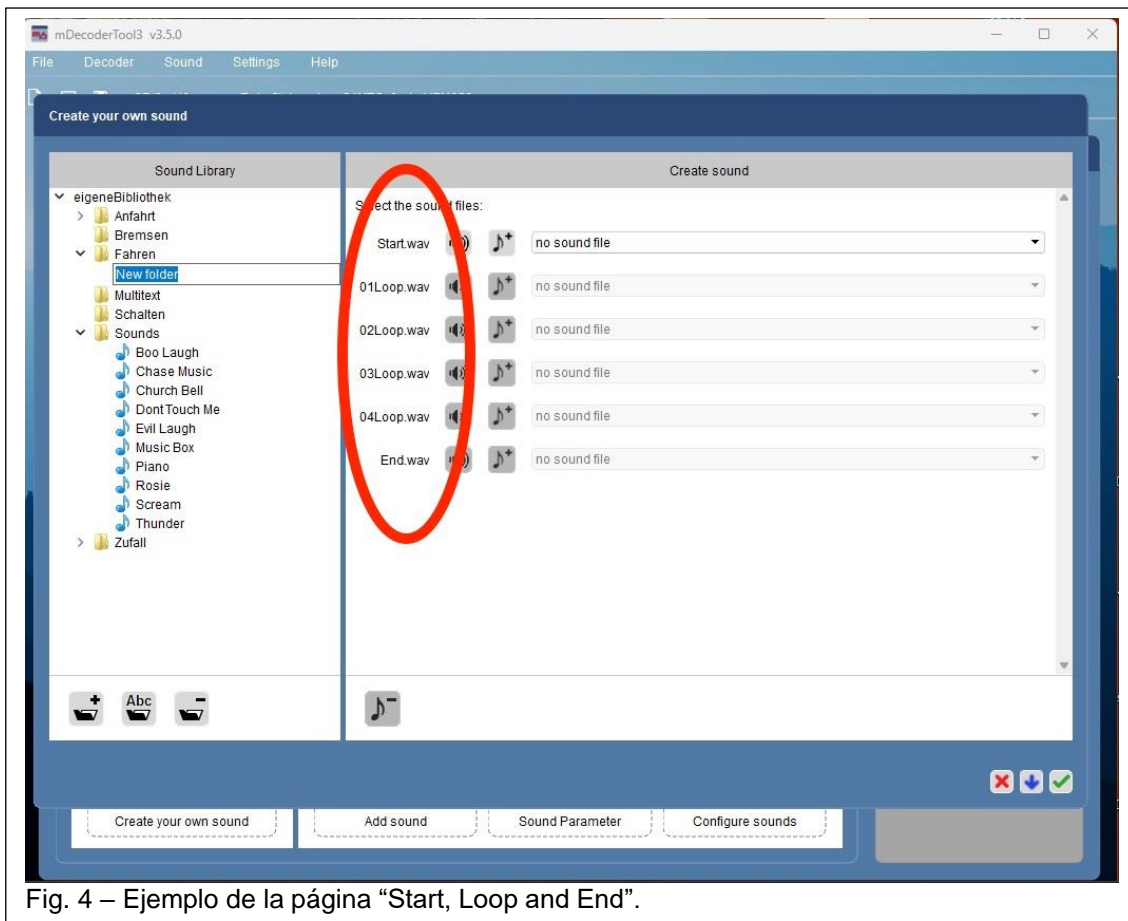 mDecoderTool3 v3.5.0
File Decoder Sound Settings Help
Create your own sound
Sound Library
Create sound
eigeneBibliothek
Anfahrt
Bremsen
Fahren
New folder
Multitext
Schalten
Sounds
Boo Laugh
Chase Music
Church Bell
Dont Touch Me
Evil Laugh
Music Box
Piano
Rosie
Scream
Thunder
Zufall
Abc
Select the sound files:
Start.wav no sound file
01Loop.wav no sound file
02Loop.wav no sound file
03Loop.wav no sound file
04Loop.wav no sound file
End.wav no sound file
Create your own sound
Add sound
Sound Parameter
Configure sounds
Fig. 4 – Ejemplo de la página “Start, Loop and End”.